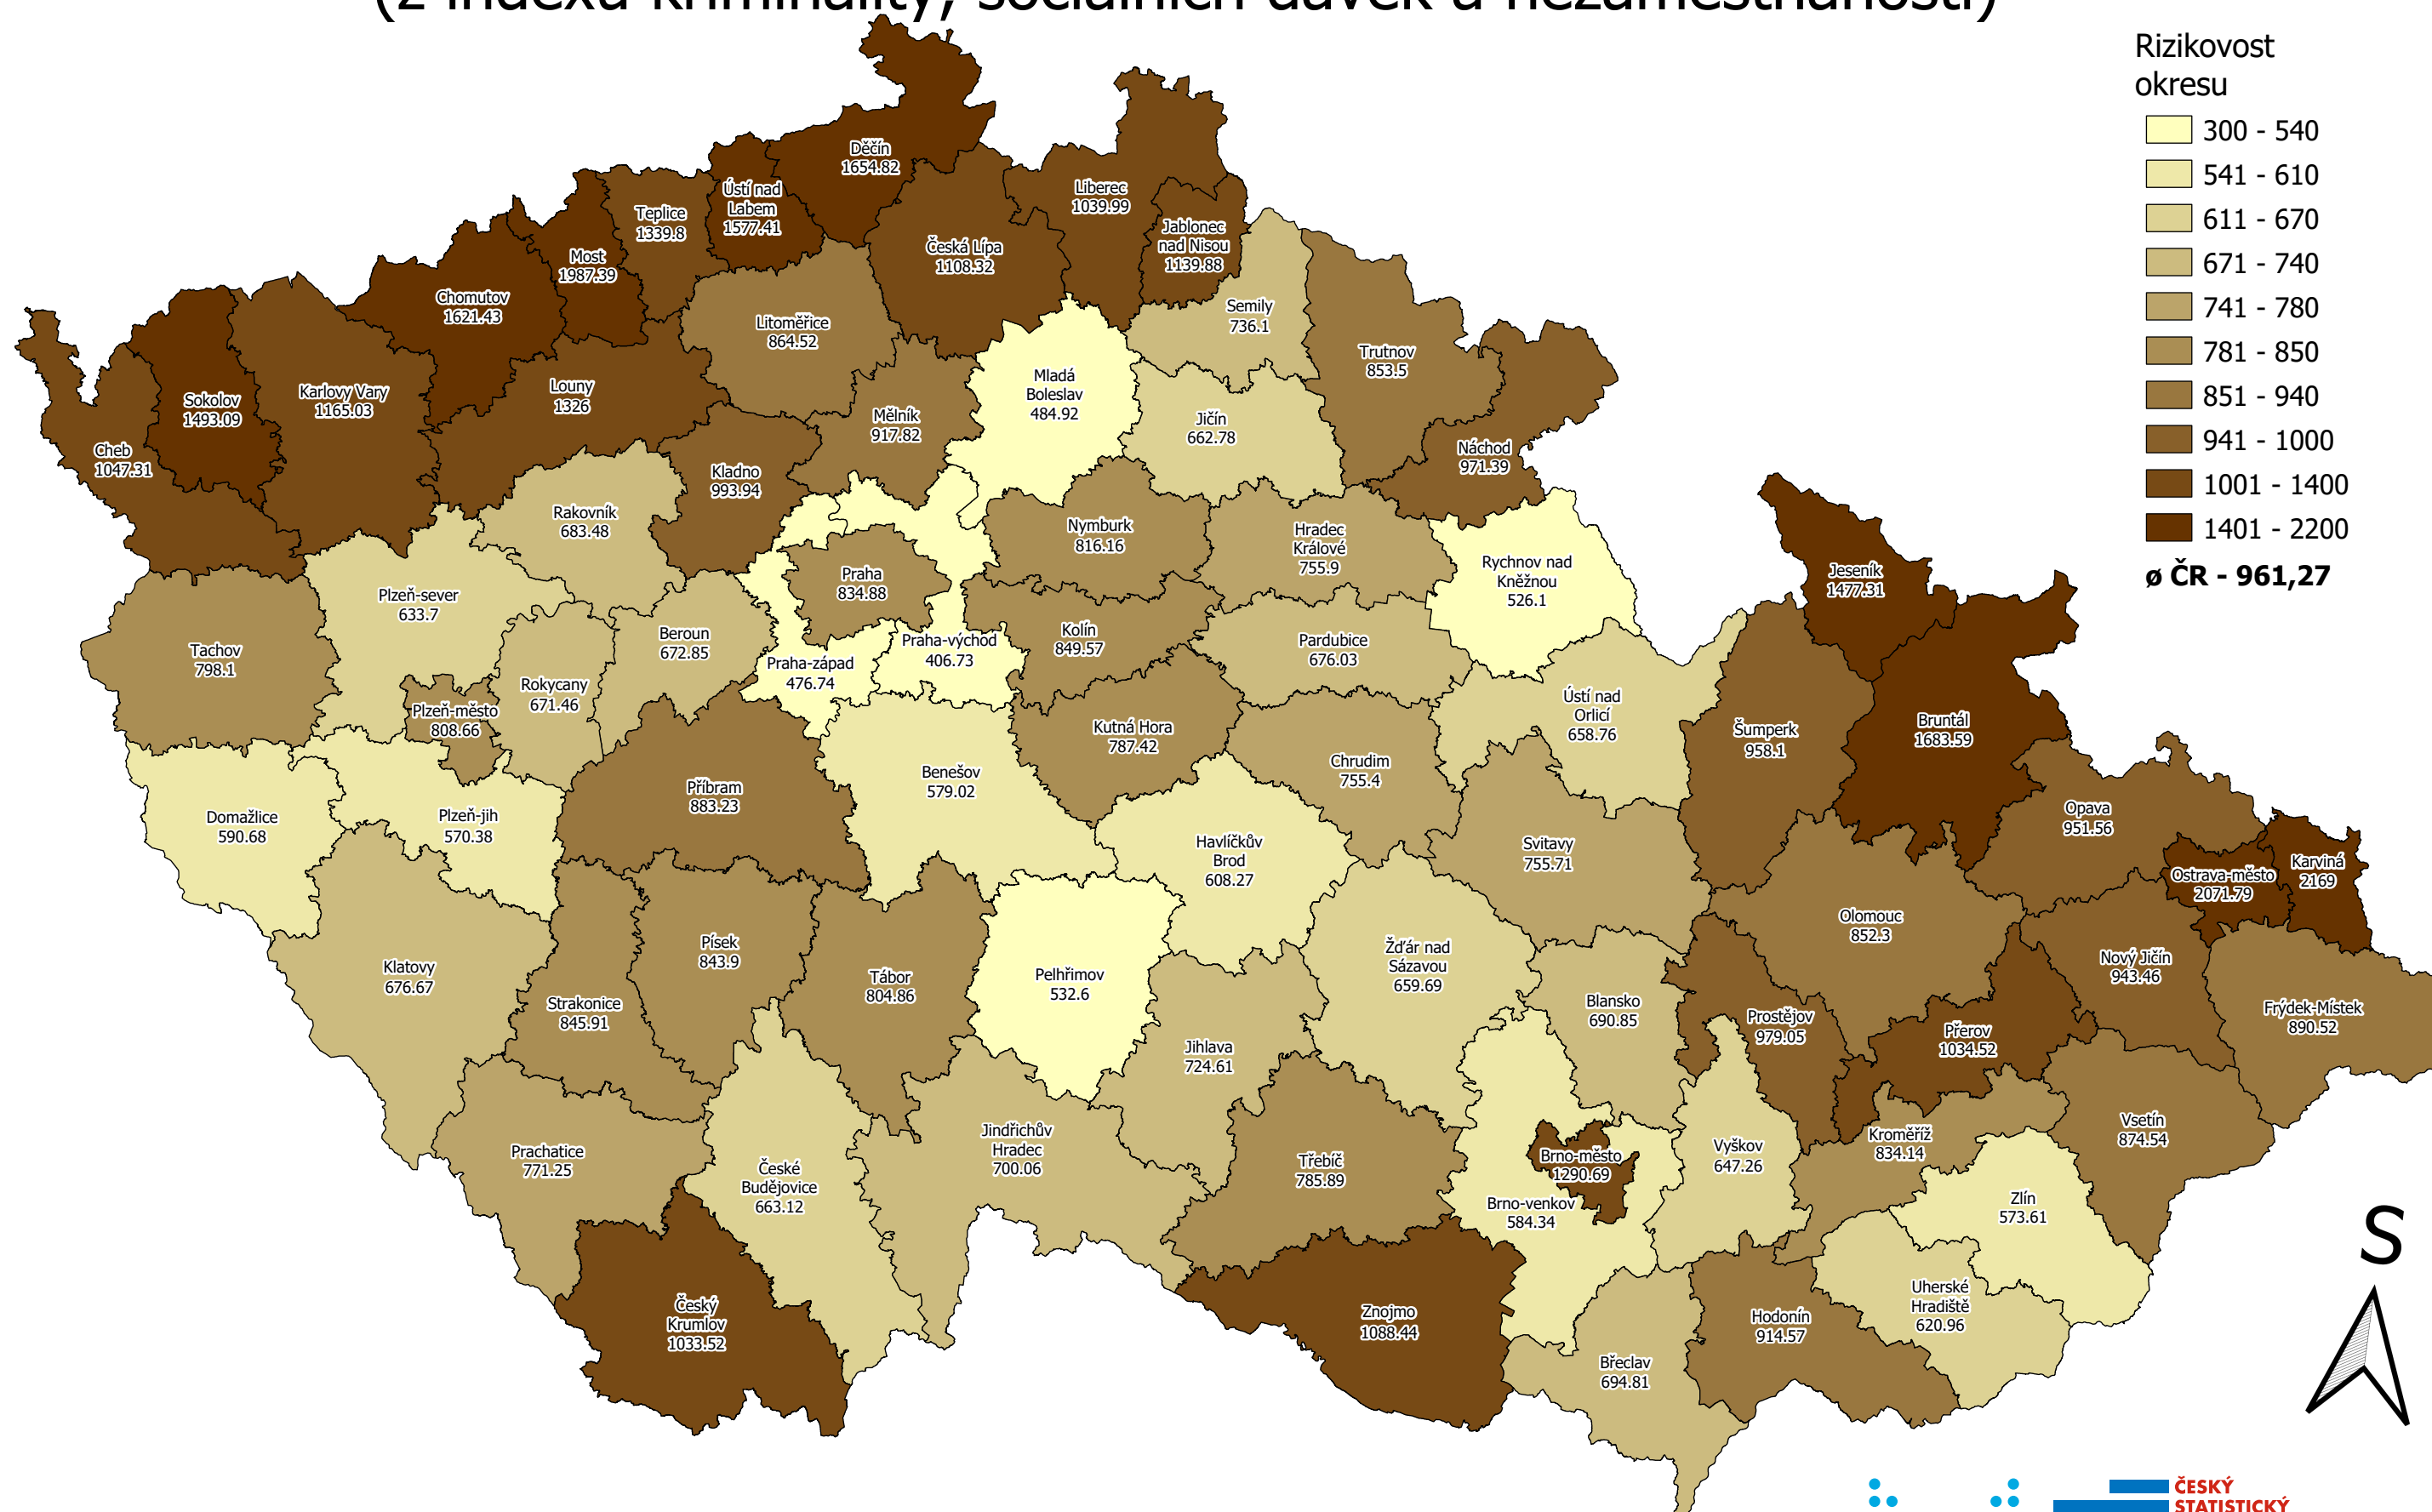 (z indexu kriminality, sociálních dávek a nezaměstnanosti)
Rizikovost
okresu
300 - 540
541 - 610
611 - 670
671 - 740
741 - 780
781 - 850
851 - 940
941 - 1000
1001 - 1400
1401 - 2200
ø ČR - 961,27
Děčín
1654.82
Ústí nad
Labem
1577.41
Teplice
1339.8
Most
1987.39
Chomutov
1621.43
Liberec
1039.99
Jablonec
nad Nisou
1139.88
Česká Lípa
1108.32
Semily
736.1
Litoměřice
864.52
Trutnov
853.5
Louny
1326
Karlovy Vary
1165.03
Sokolov
1493.09
Cheb
1047.31
Mladá
Boleslav
484.92
Mělník
917.82
Jičín
662.78
Náchod
971.39
Kladno
993.94
Rakovník
683.48
Nymburk
816.16
Hradec
Králové
755.9
Rychnov nad
Kněžnou
526.1
Praha
834.88
Jeseník
1477.31
Plzeň-sever
633.7
Tachov
798.1
Beroun
672.85
Praha-západ
476.74
Praha-východ
406.73
Kolín
849.57
Pardubice
676.03
Rokycany
671.46
Plzeň-město
808.66
Ústí nad
Orlicí
658.76
Kutná Hora
787.42
Šumperk
958.1
Bruntál
1683.59
Chrudim
755.4
Benešov
579.02
Příbram
883.23
Domažlice
590.68
Plzeň-jih
570.38
Opava
951.56
Havlíčkův
Brod
608.27
Svitavy
755.71
Ostrava-město
2071.79
Karviná
2169
Olomouc
852.3
Písek
843.9
Klatovy
676.67
Tábor
804.86
Pelhřimov
532.6
Žďár nad
Sázavou
659.69
Nový Jičín
943.46
Strakonice
845.91
Blansko
690.85
Prostějov
979.05
Přerov
1034.52
Frýdek-Místek
890.52
Jihlava
724.61
Jindřichův
Hradec
700.06
Prachatice
771.25
České
Budějovice
663.12
Třebíč
785.89
Brno-město
1290.69
Vyškov
647.26
Kroměříž
834.14
Vsetín
874.54
Brno-venkov
584.34
Zlín
573.61
S
Český
Krumlov
1033.52
Znojmo
1088.44
Hodonín
914.57
Uherské
Hradiště
620.96
Břeclav
694.81
ČESKÝ
STATISTICKÝ